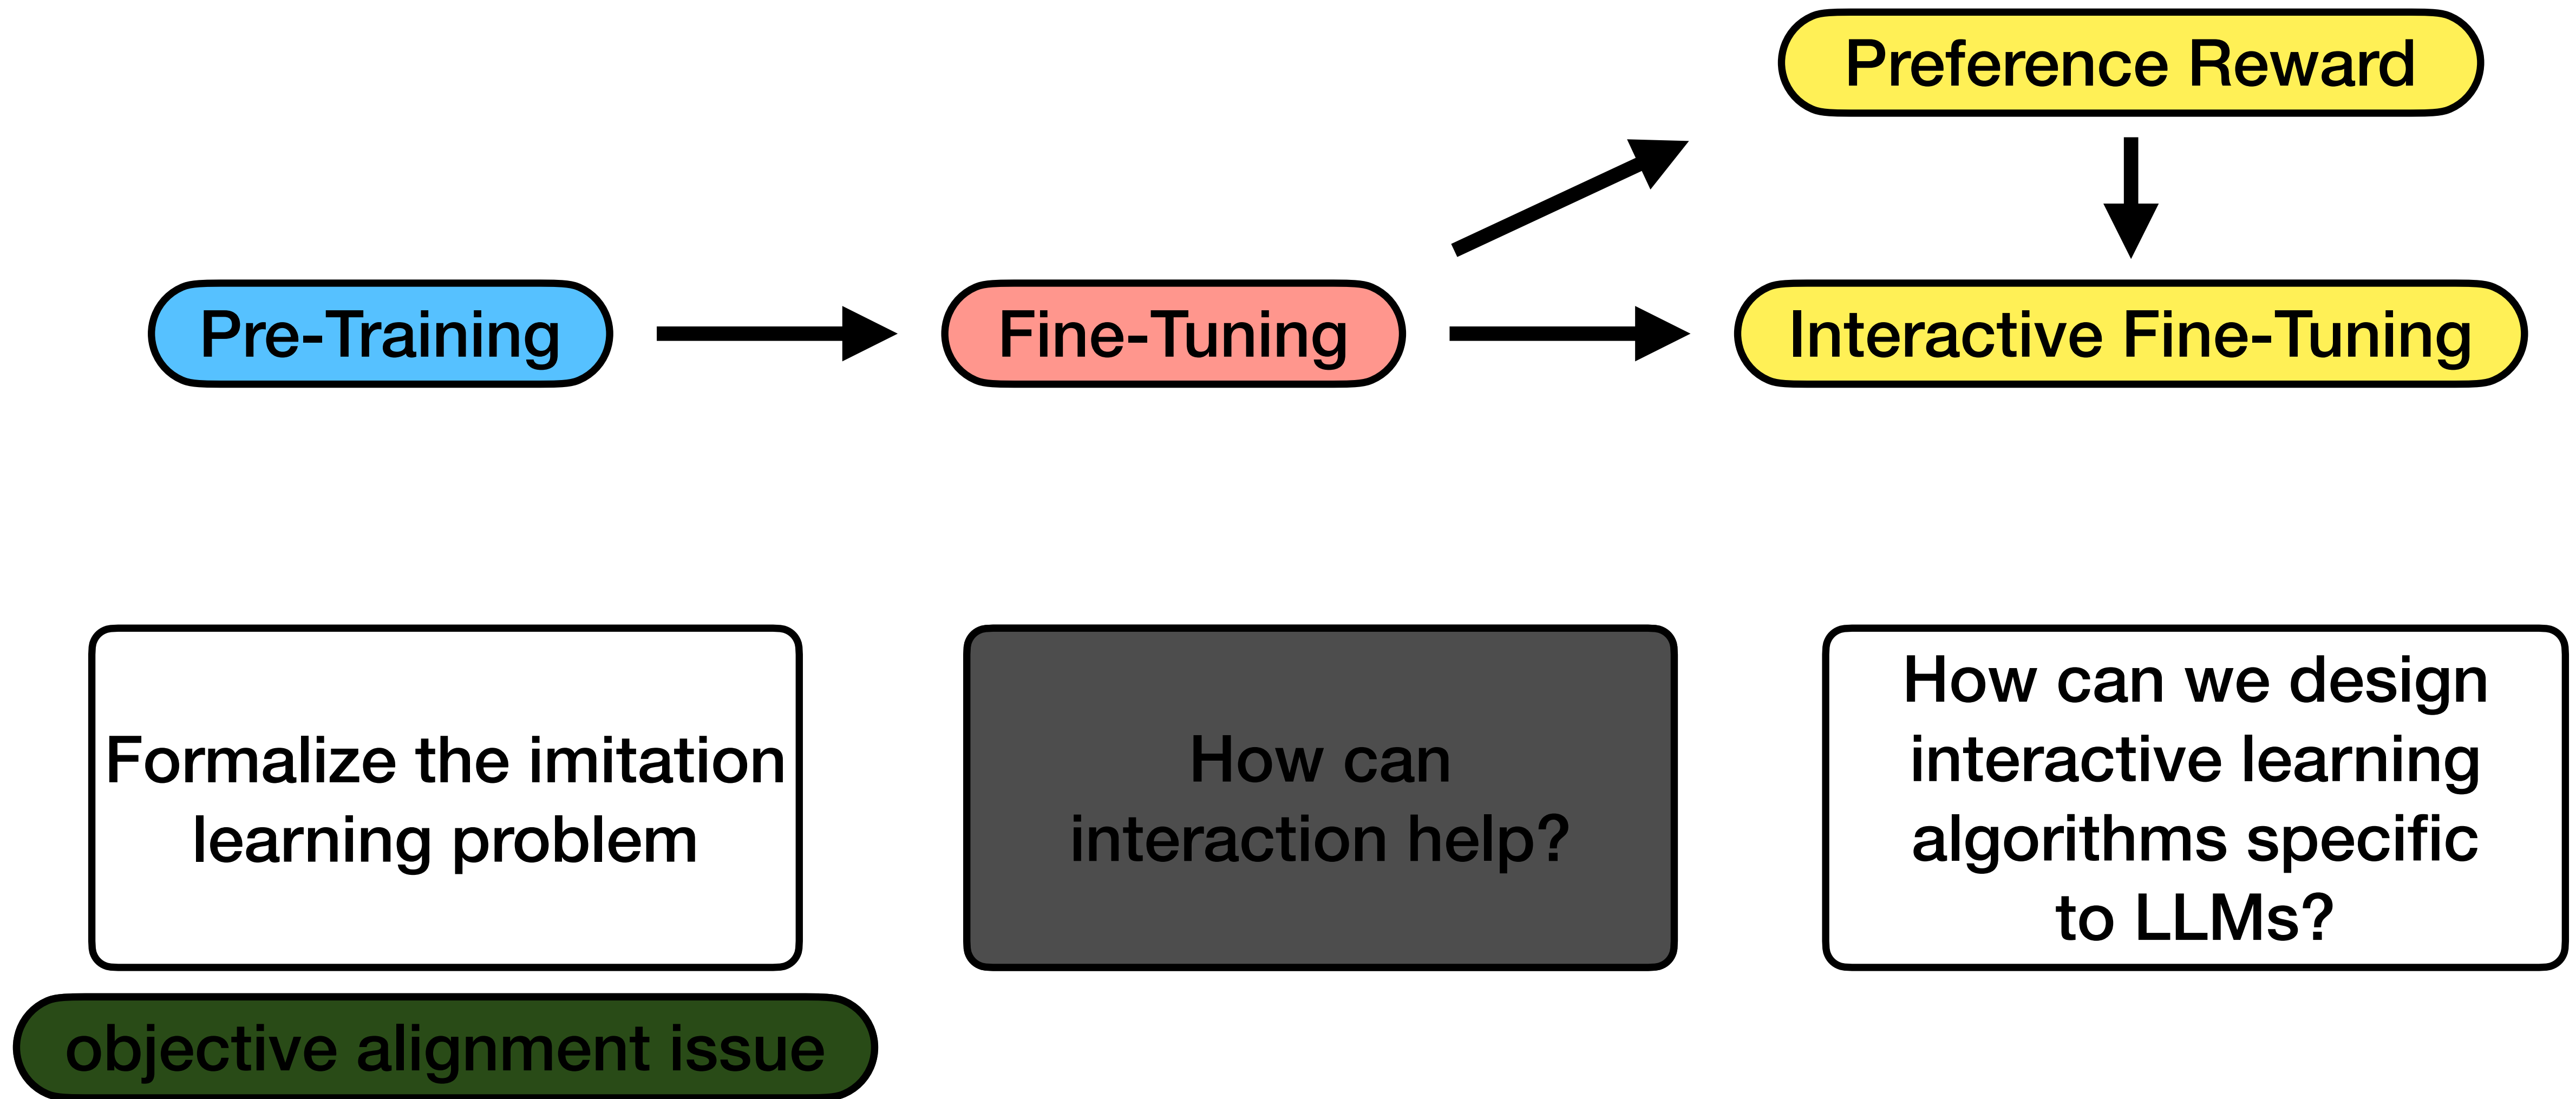 Preference Reward
Pre-Training
Fine-Tuning
Interactive Fine-Tuning
Formalize the imitation
learning problem
How can
interaction help?
How can we design
interactive learning
algorithms specific
to LLMs?
objective alignment issue